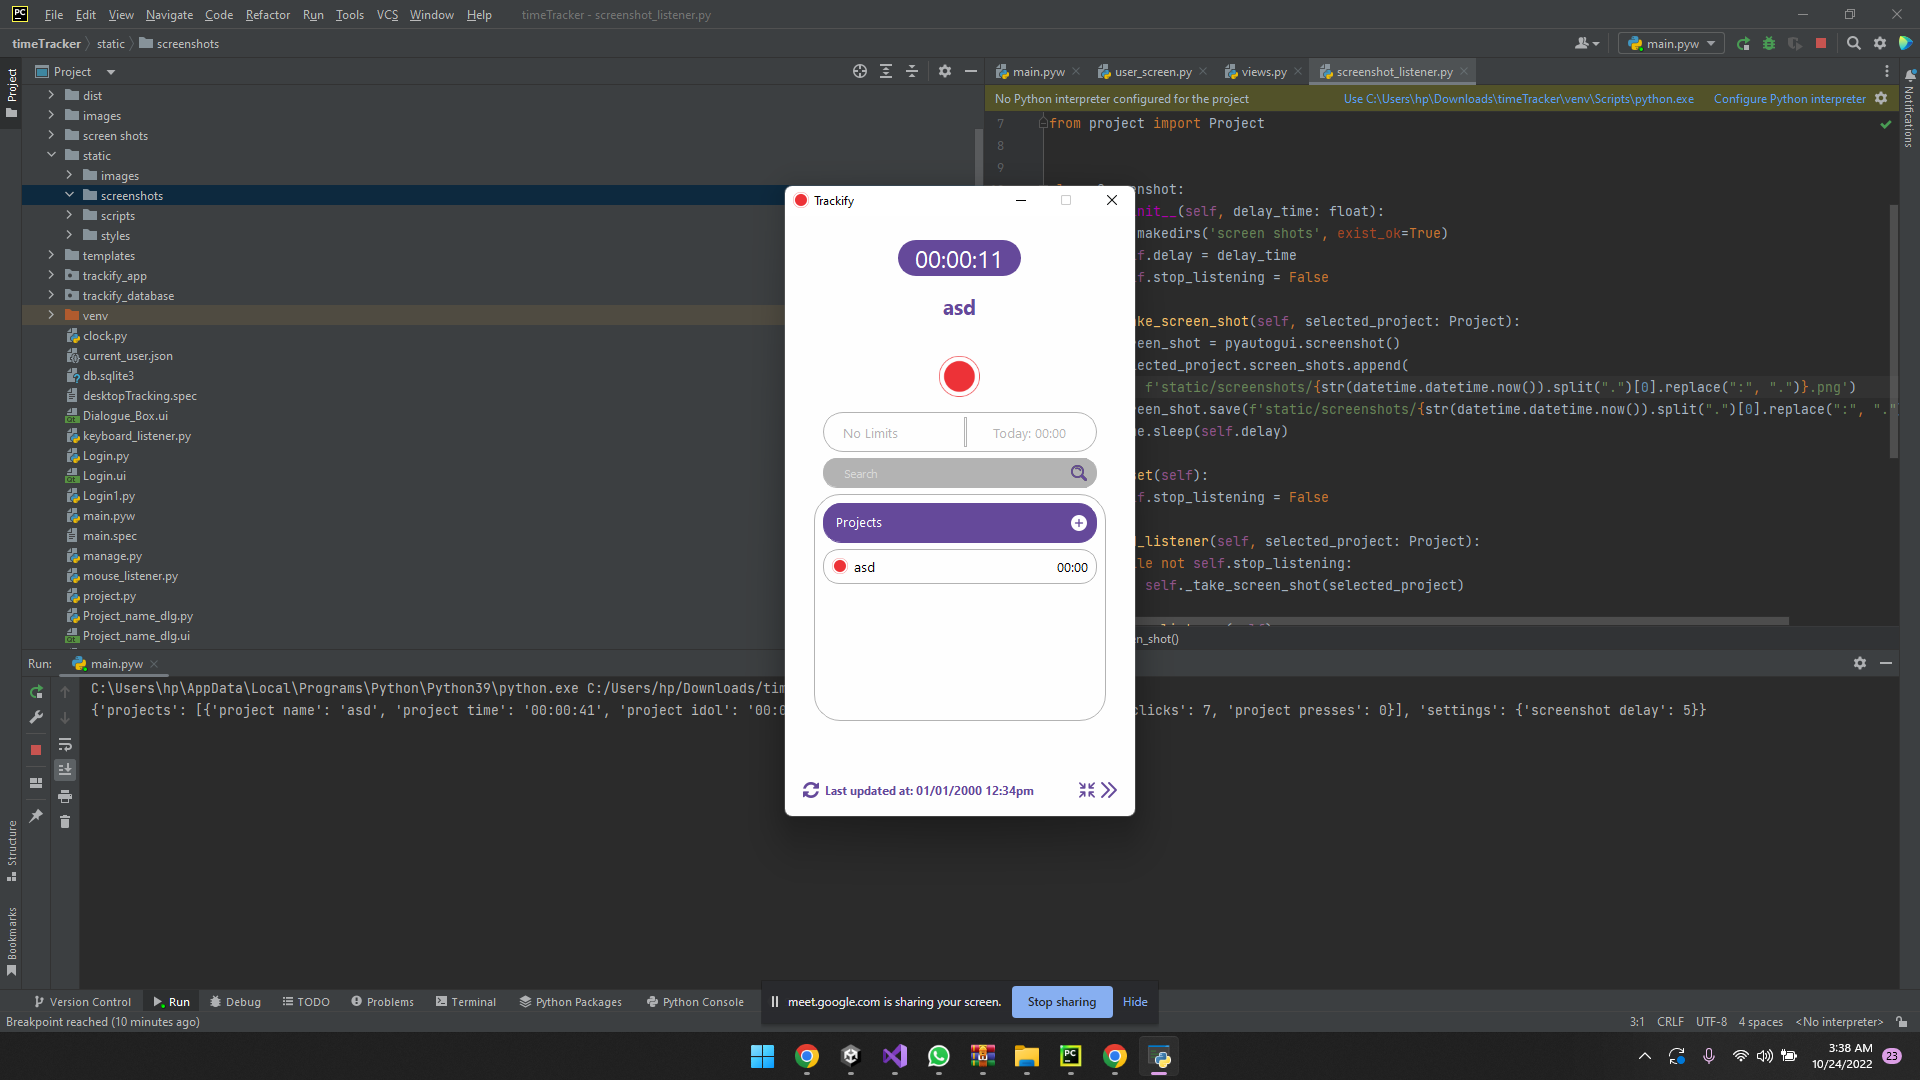 PC File Edit View Navigate Code Refactor Run Tools VCS Window Help timeTracker - screenshot_listener.py
timeTracker static screenshots main.pyw
Project
main.pyw user_screen.py views.py screenshot_listener.py
No Python interpreter configured for the project Use C:\Users\hp\Downloads\timeTracker\venv\Scripts\python.exe Configure Python interpreter
Project
Notifications
dist
images
screen shots
static
images
screenshots
scripts
styles
templates
trackify_app
trackify_database
venv
clock.py
current_user.json
db.sqlite3
desktopTracking.spec
Dialogue_Box.ui
keyboard_listener.py
Login.py
Login.ui
Login1.py
main.pyw
main.spec
manage.py
mouse_listener.py
project.py
Project_name_dlg.py
Project_name_dlg.ui
7 from project import Project
8
9
nshot:
nit__(self, delay_time: float):
makedirs('screen shots', exist_ok=True)
f.delay = delay_time
f.stop_listening = False
ke_screen_shot(self, selected_project: Project):
een_shot = pyautogui.screenshot()
ected_project.screen_shots.append(
f'static/screenshots/{str(datetime.datetime.now()).split(".")[0].replace(":", ".")}.png')
een_shot.save(f'static/screenshots/{str(datetime.datetime.now()).split(".")[0].replace(":", "."
e.sleep(self.delay)
et(self):
f.stop_listening = False
_listener(self, selected_project: Project):
le not self.stop_listening:
self._take_screen_shot(selected_project)
n_shot()
Trackify
00:00:11
asd
No Limits Today: 00:00
Search
Projects
asd 00:00
Last updated at: 01/01/2000 12:34pm
Run: main.pyw
C:\Users\hp\AppData\Local\Programs\Python\Python39\python.exe C:/Users/hp/Downloads/tim
{'projects': [{'project name': 'asd', 'project time': '00:00:41', 'project idol': '00:0 clicks': 7, 'project presses': 0}], 'settings': {'screenshot delay': 5}}
Structure
Bookmarks
Version Control Run Debug TODO Problems Terminal Python Packages Python Console
meet.google.com is sharing your screen. Stop sharing Hide
Breakpoint reached (10 minutes ago) 3:1 CRLF UTF-8 4 spaces <No interpreter>
PC
3:38 AM
10/24/2022
23